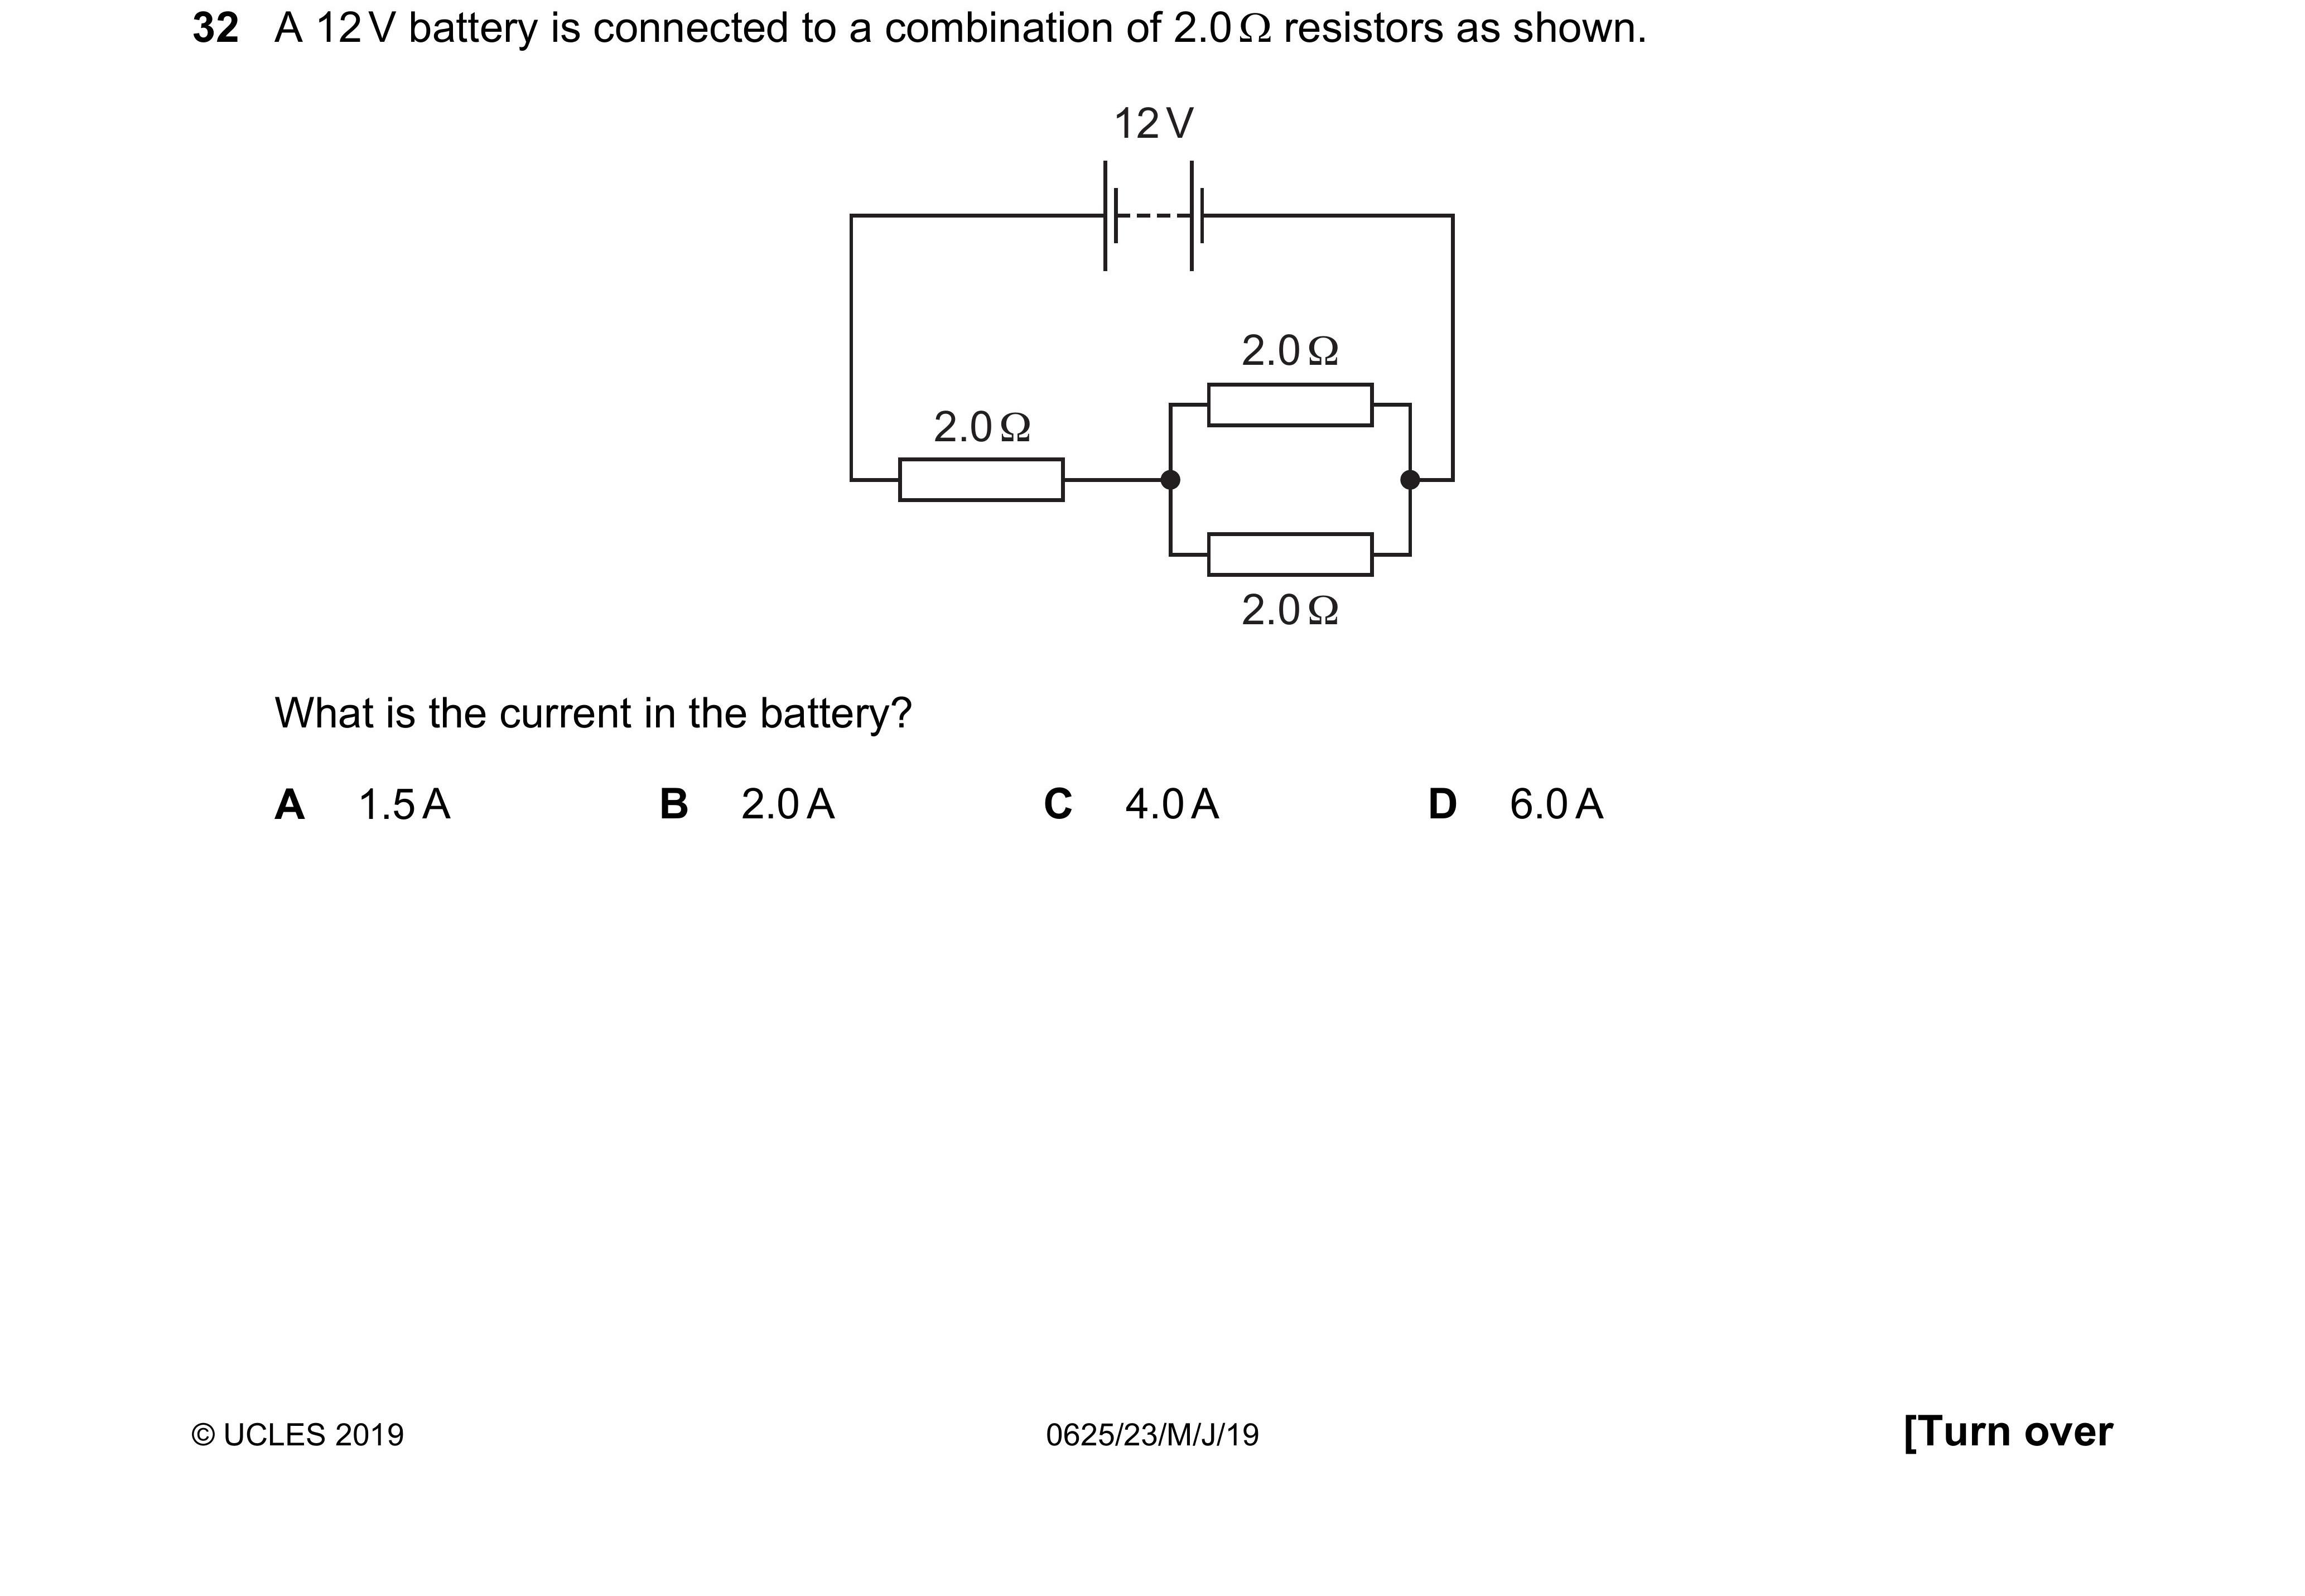 32 A 12 V battery is connected to a combination of 2.0 Ω resistors as shown.
12 V
2.0 Ω
2.0 Ω
2.0 Ω
What is the current in the battery?
A 1.5 A B 2.0 A C 4.0 A D 6.0 A
© UCLES 2019 0625/23/M/J/19 [Turn over